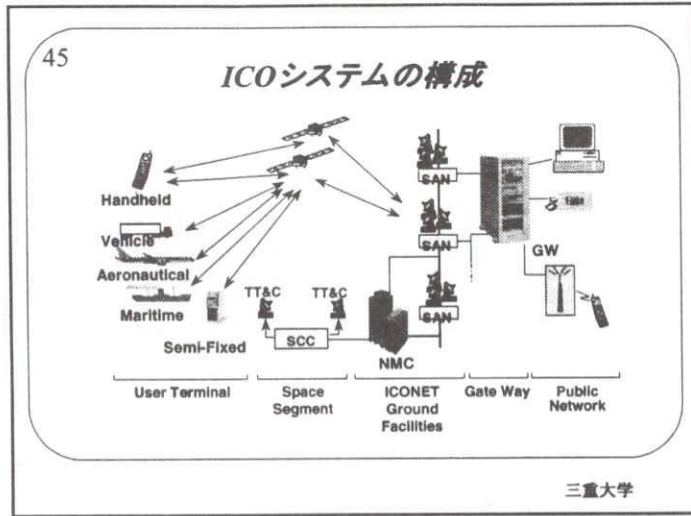 45
ICOシステムの構成
Handheld
Vehicle
Aeronautical
Maritime
Semi-Fixed
TT&C
TT&C
SCC
SAN
SAN
SAN
NMC
GW
User Terminal
Space
Segment
ICONET
Ground
Facilities
Gate Way
Public
Network
三重大学